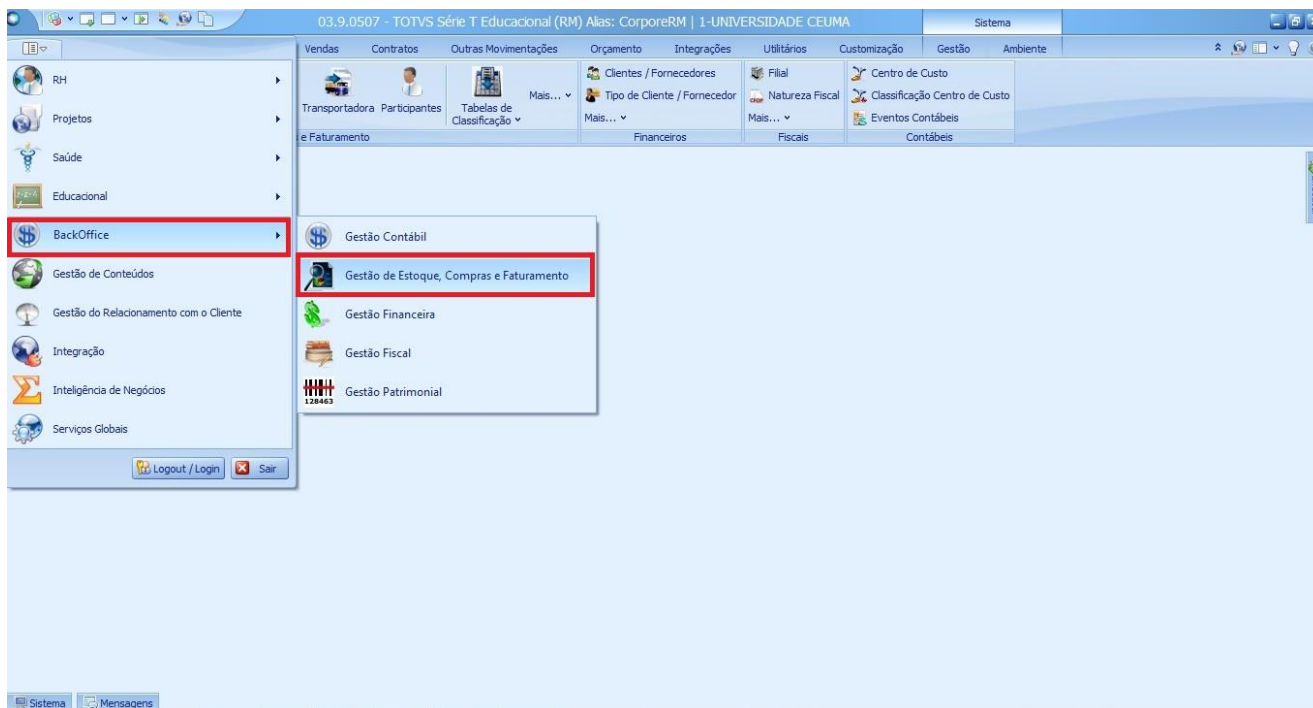 03.9.0507 - TOTVS Série T Educacional (RM) Alias: CorporeRM | 1-UNIVERSIDADE CEUMA
Sistema
Vendas Contratos Outras Movimentações Orçamento Integrações Utilitários Customização Gestão Ambiente
Clientes / Fornecedores Filial Centro de Custo
Mais... Tipo de Cliente / Fornecedor Natureza Fiscal Classificação Centro de Custo
Transportadora Participantes Tabelas de
Classificação Mais... Mais... Eventos Contábeis
e Faturamento Financeiros Fiscais Contábeis
RH
Projetos
Saúde
Educacional
BackOffice
Gestão de Conteúdos
Gestão do Relacionamento com o Cliente
Integração
Inteligência de Negócios
Serviços Globais
Logout / Login Sair
Gestão Contábil
Gestão de Estoque, Compras e Faturamento
Gestão Financeira
Gestão Fiscal
128463 Gestão Patrimonial
Sistema Mensagens